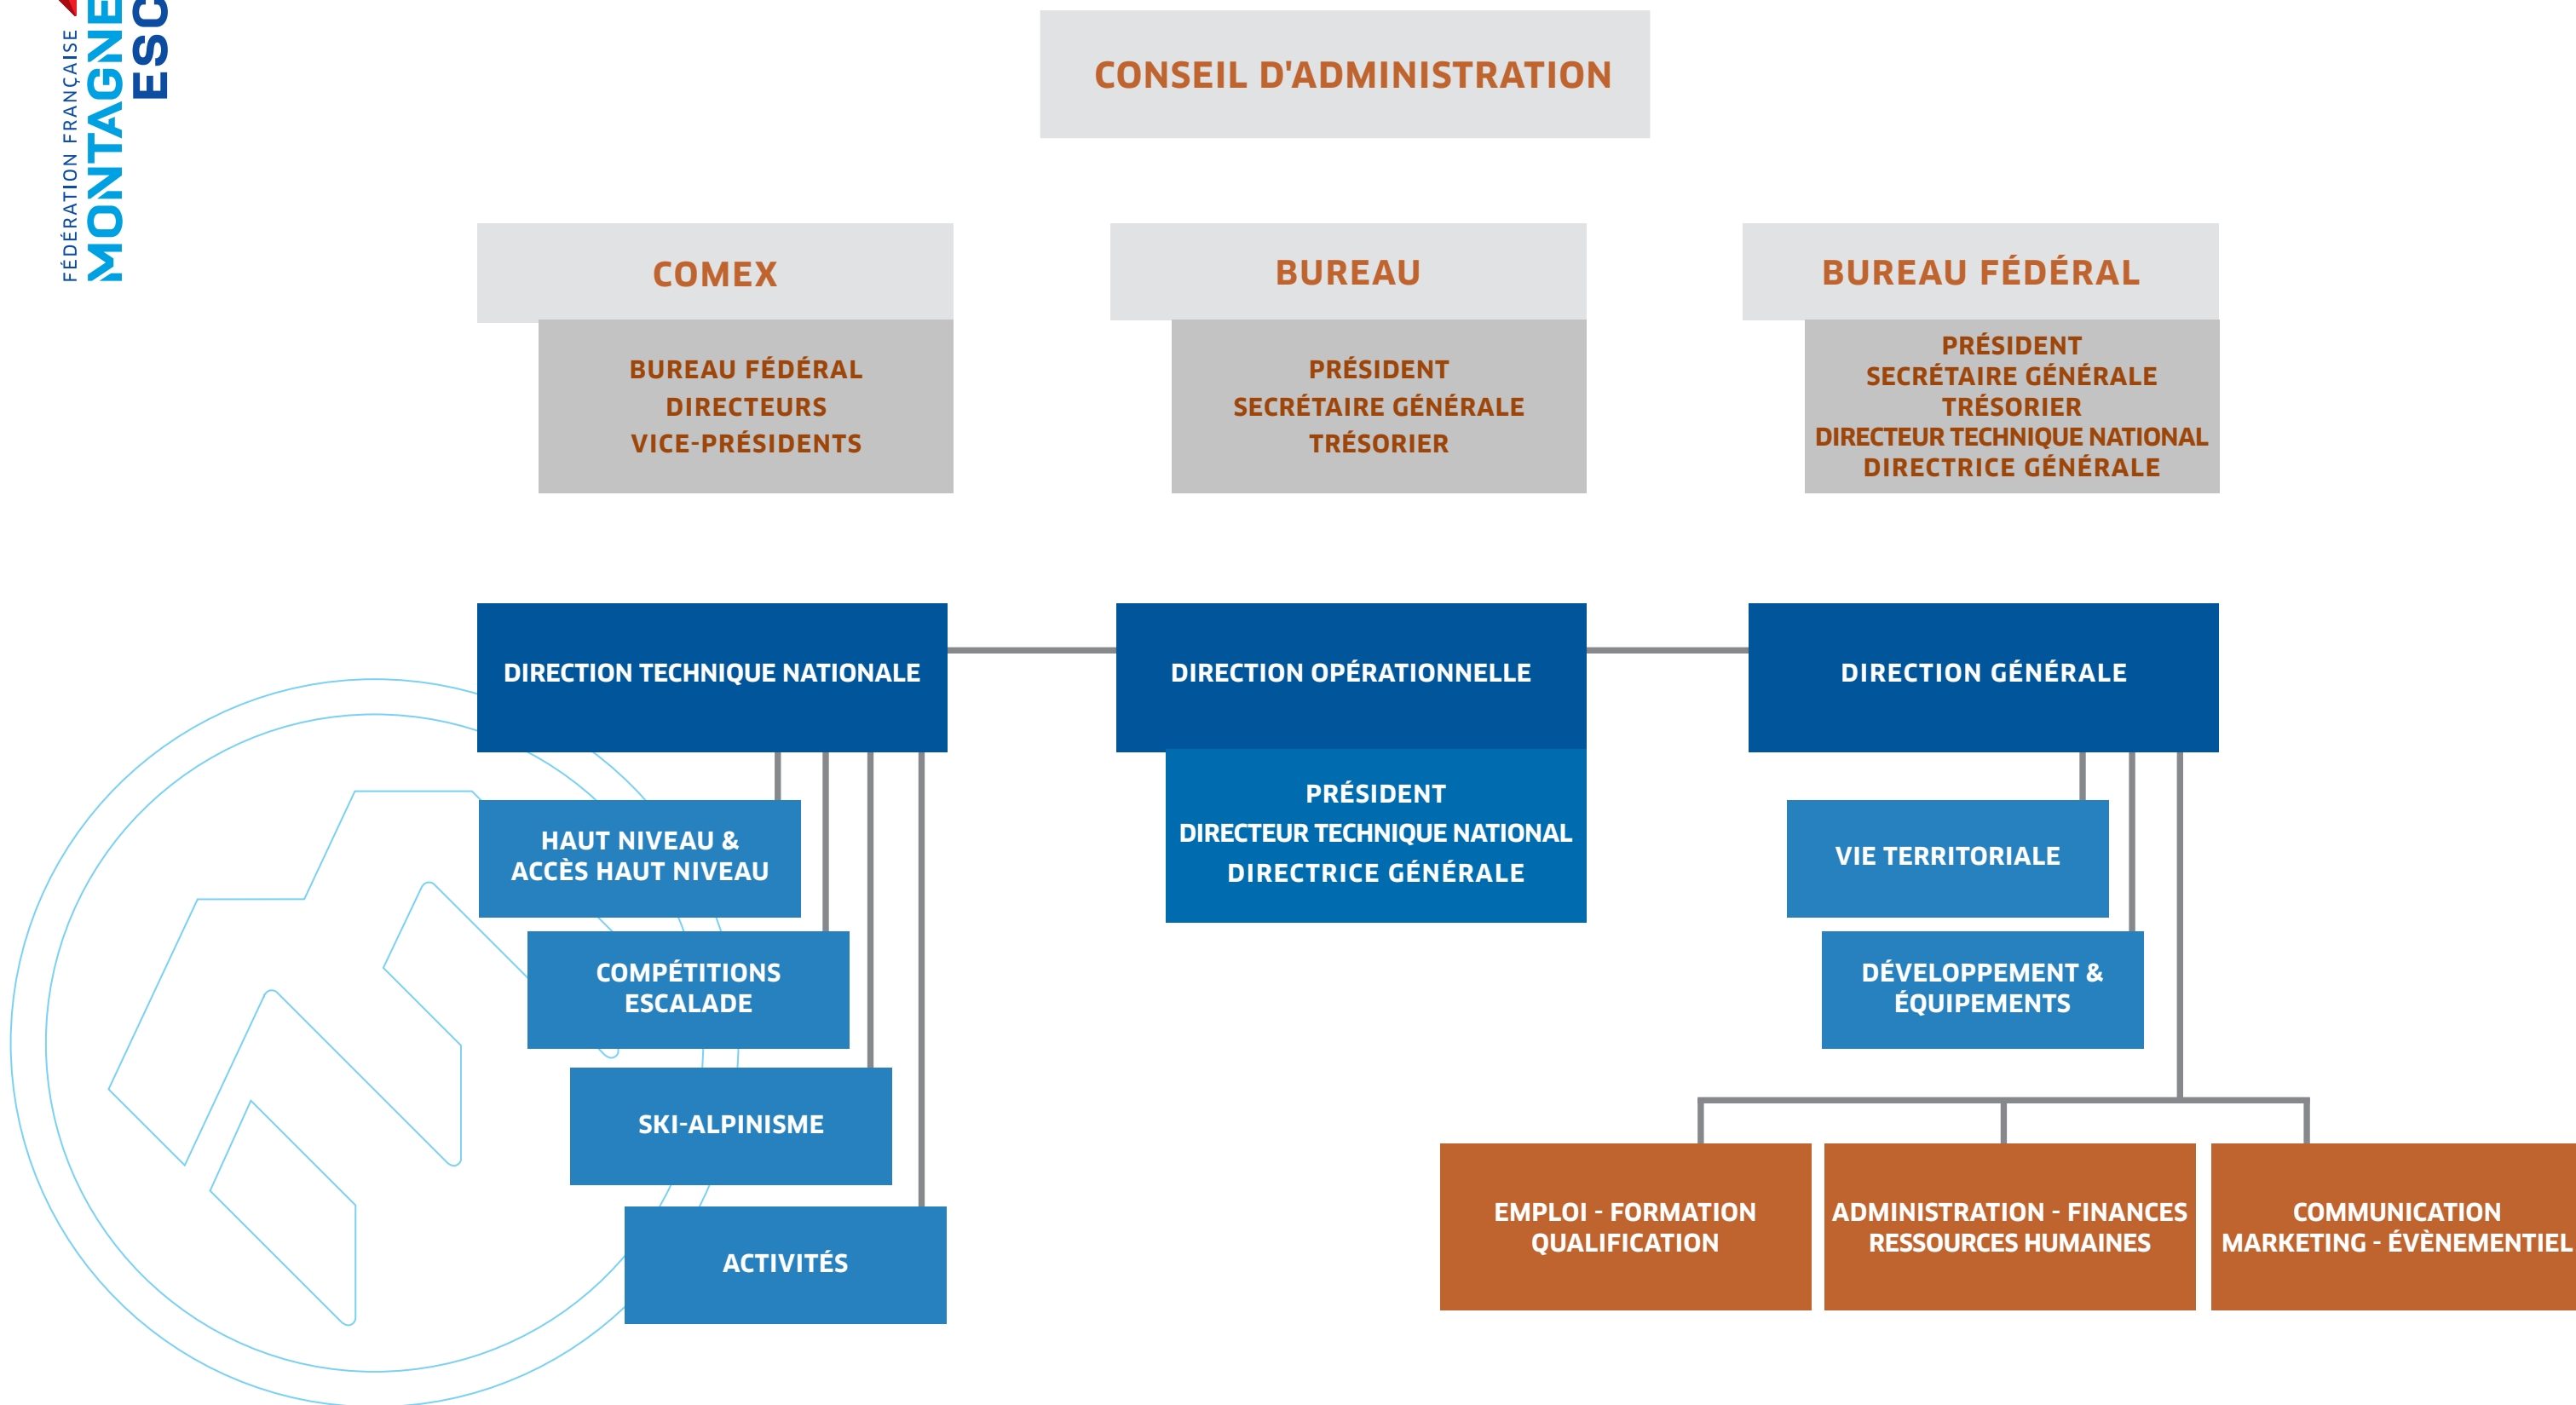 FÉDÉRATION FRANÇAISE
MONTAGNE
ESC
CONSEIL D'ADMINISTRATION
COMEX
BUREAU FÉDÉRAL
DIRECTEURS
VICE-PRÉSIDENTS
BUREAU
PRÉSIDENT
SECRÉTAIRE GÉNÉRALE
TRÉSORIER
BUREAU FÉDÉRAL
PRÉSIDENT
SECRÉTAIRE GÉNÉRALE
TRÉSORIER
DIRECTEUR TECHNIQUE NATIONAL
DIRECTRICE GÉNÉRALE
DIRECTION TECHNIQUE NATIONALE
HAUT NIVEAU &
ACCÈS HAUT NIVEAU
COMPÉTITIONS
ESCALADE
SKI-ALPINISME
ACTIVITÉS
DIRECTION OPÉRATIONNELLE
PRÉSIDENT
DIRECTEUR TECHNIQUE NATIONAL
DIRECTRICE GÉNÉRALE
DIRECTION GÉNÉRALE
VIE TERRITORIALE
DÉVELOPPEMENT &
ÉQUIPEMENTS
EMPLOI - FORMATION
QUALIFICATION
ADMINISTRATION - FINANCES
RESSOURCES HUMAINES
COMMUNICATION
MARKETING - ÉVÈNEMENTIEL